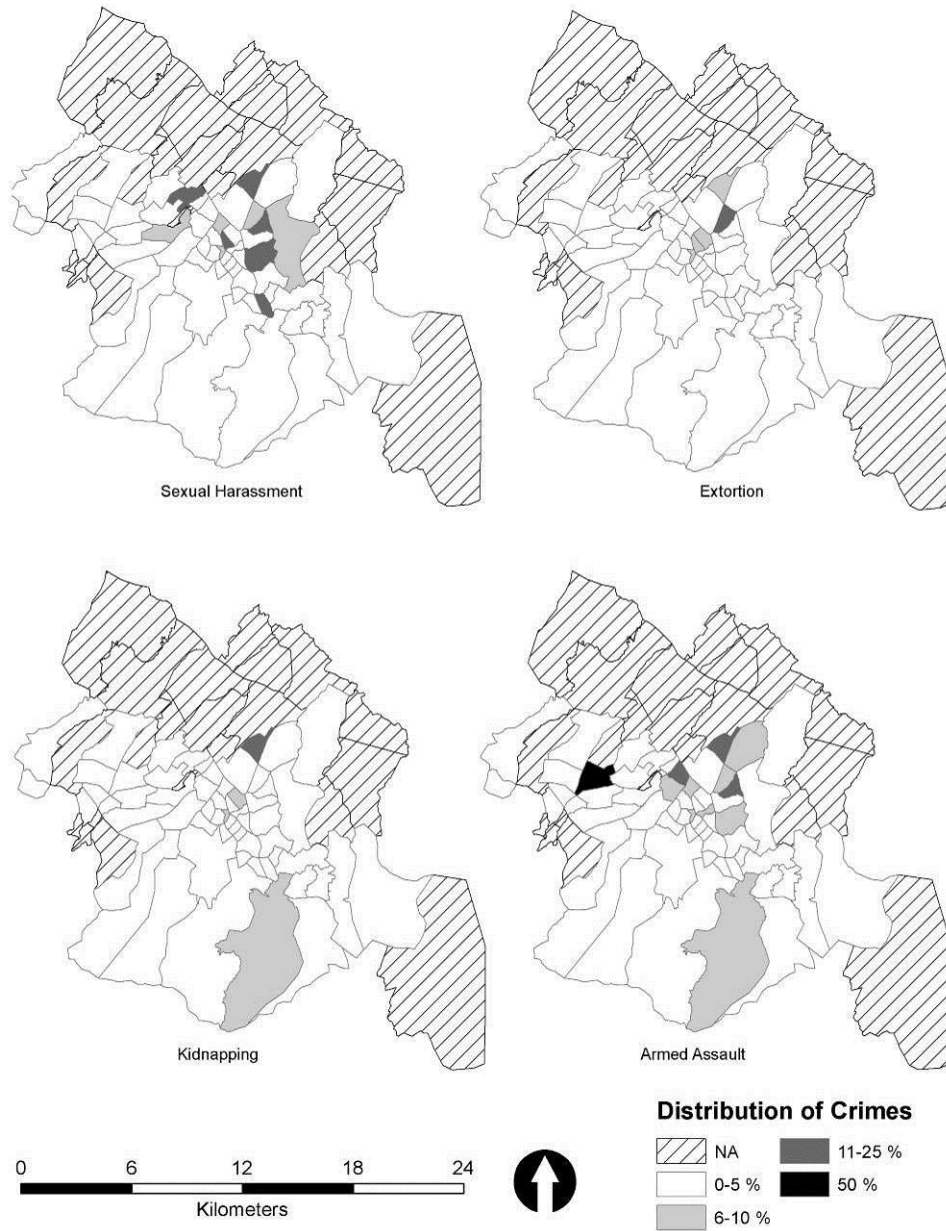 Sexual Harassment
Extortion
Kidnapping
Armed Assault
Distribution of Crimes
NA
11-25 %
0-5 %
50 %
6-10 %
0 6 12 18 24
Kilometers